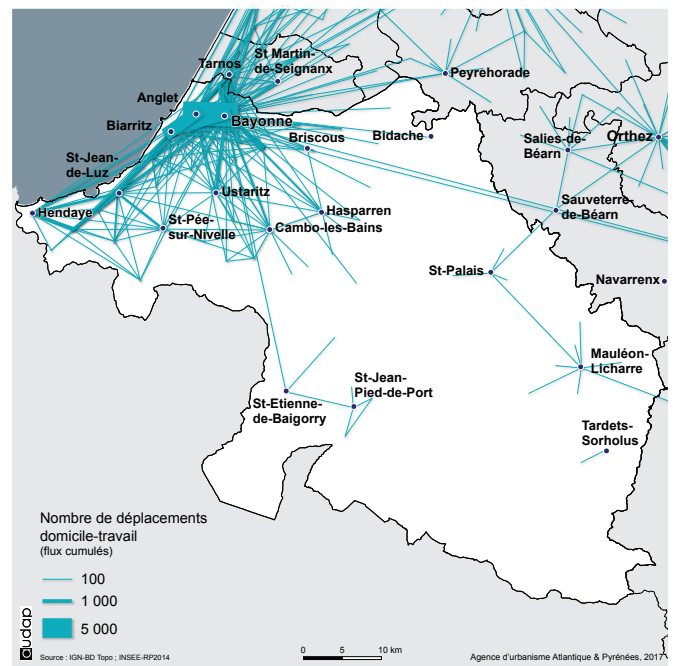 St Martin-
de-Seignanx
Tarnos
Peyrehorade
Anglet
Bayonne
Biarritz
Briscous
Bidache
Salies-de-
Béarn
Orthez
St-Jean-
de-Luz
Ustaritz
Sauveterre
de-Béarn
Hendaye
St-Pée-
sur-Nivelle
Hasparren
Cambo-les-Bains
St-Palais
Navarrenx
Mauléon-
Licharre
St-Jean-
Pied-de-Port
St-Etienne-
de-Baigorry
Tardets-
Sorholus
Nombre de déplacements
domicile-travail
(flux cumulés)
100
1 000
5 000
audap
Source : IGN-BD Topo ; INSEE-RP2014
0 5 10 km
Agence d'urbanisme Atlantique & Pyrénées, 2017